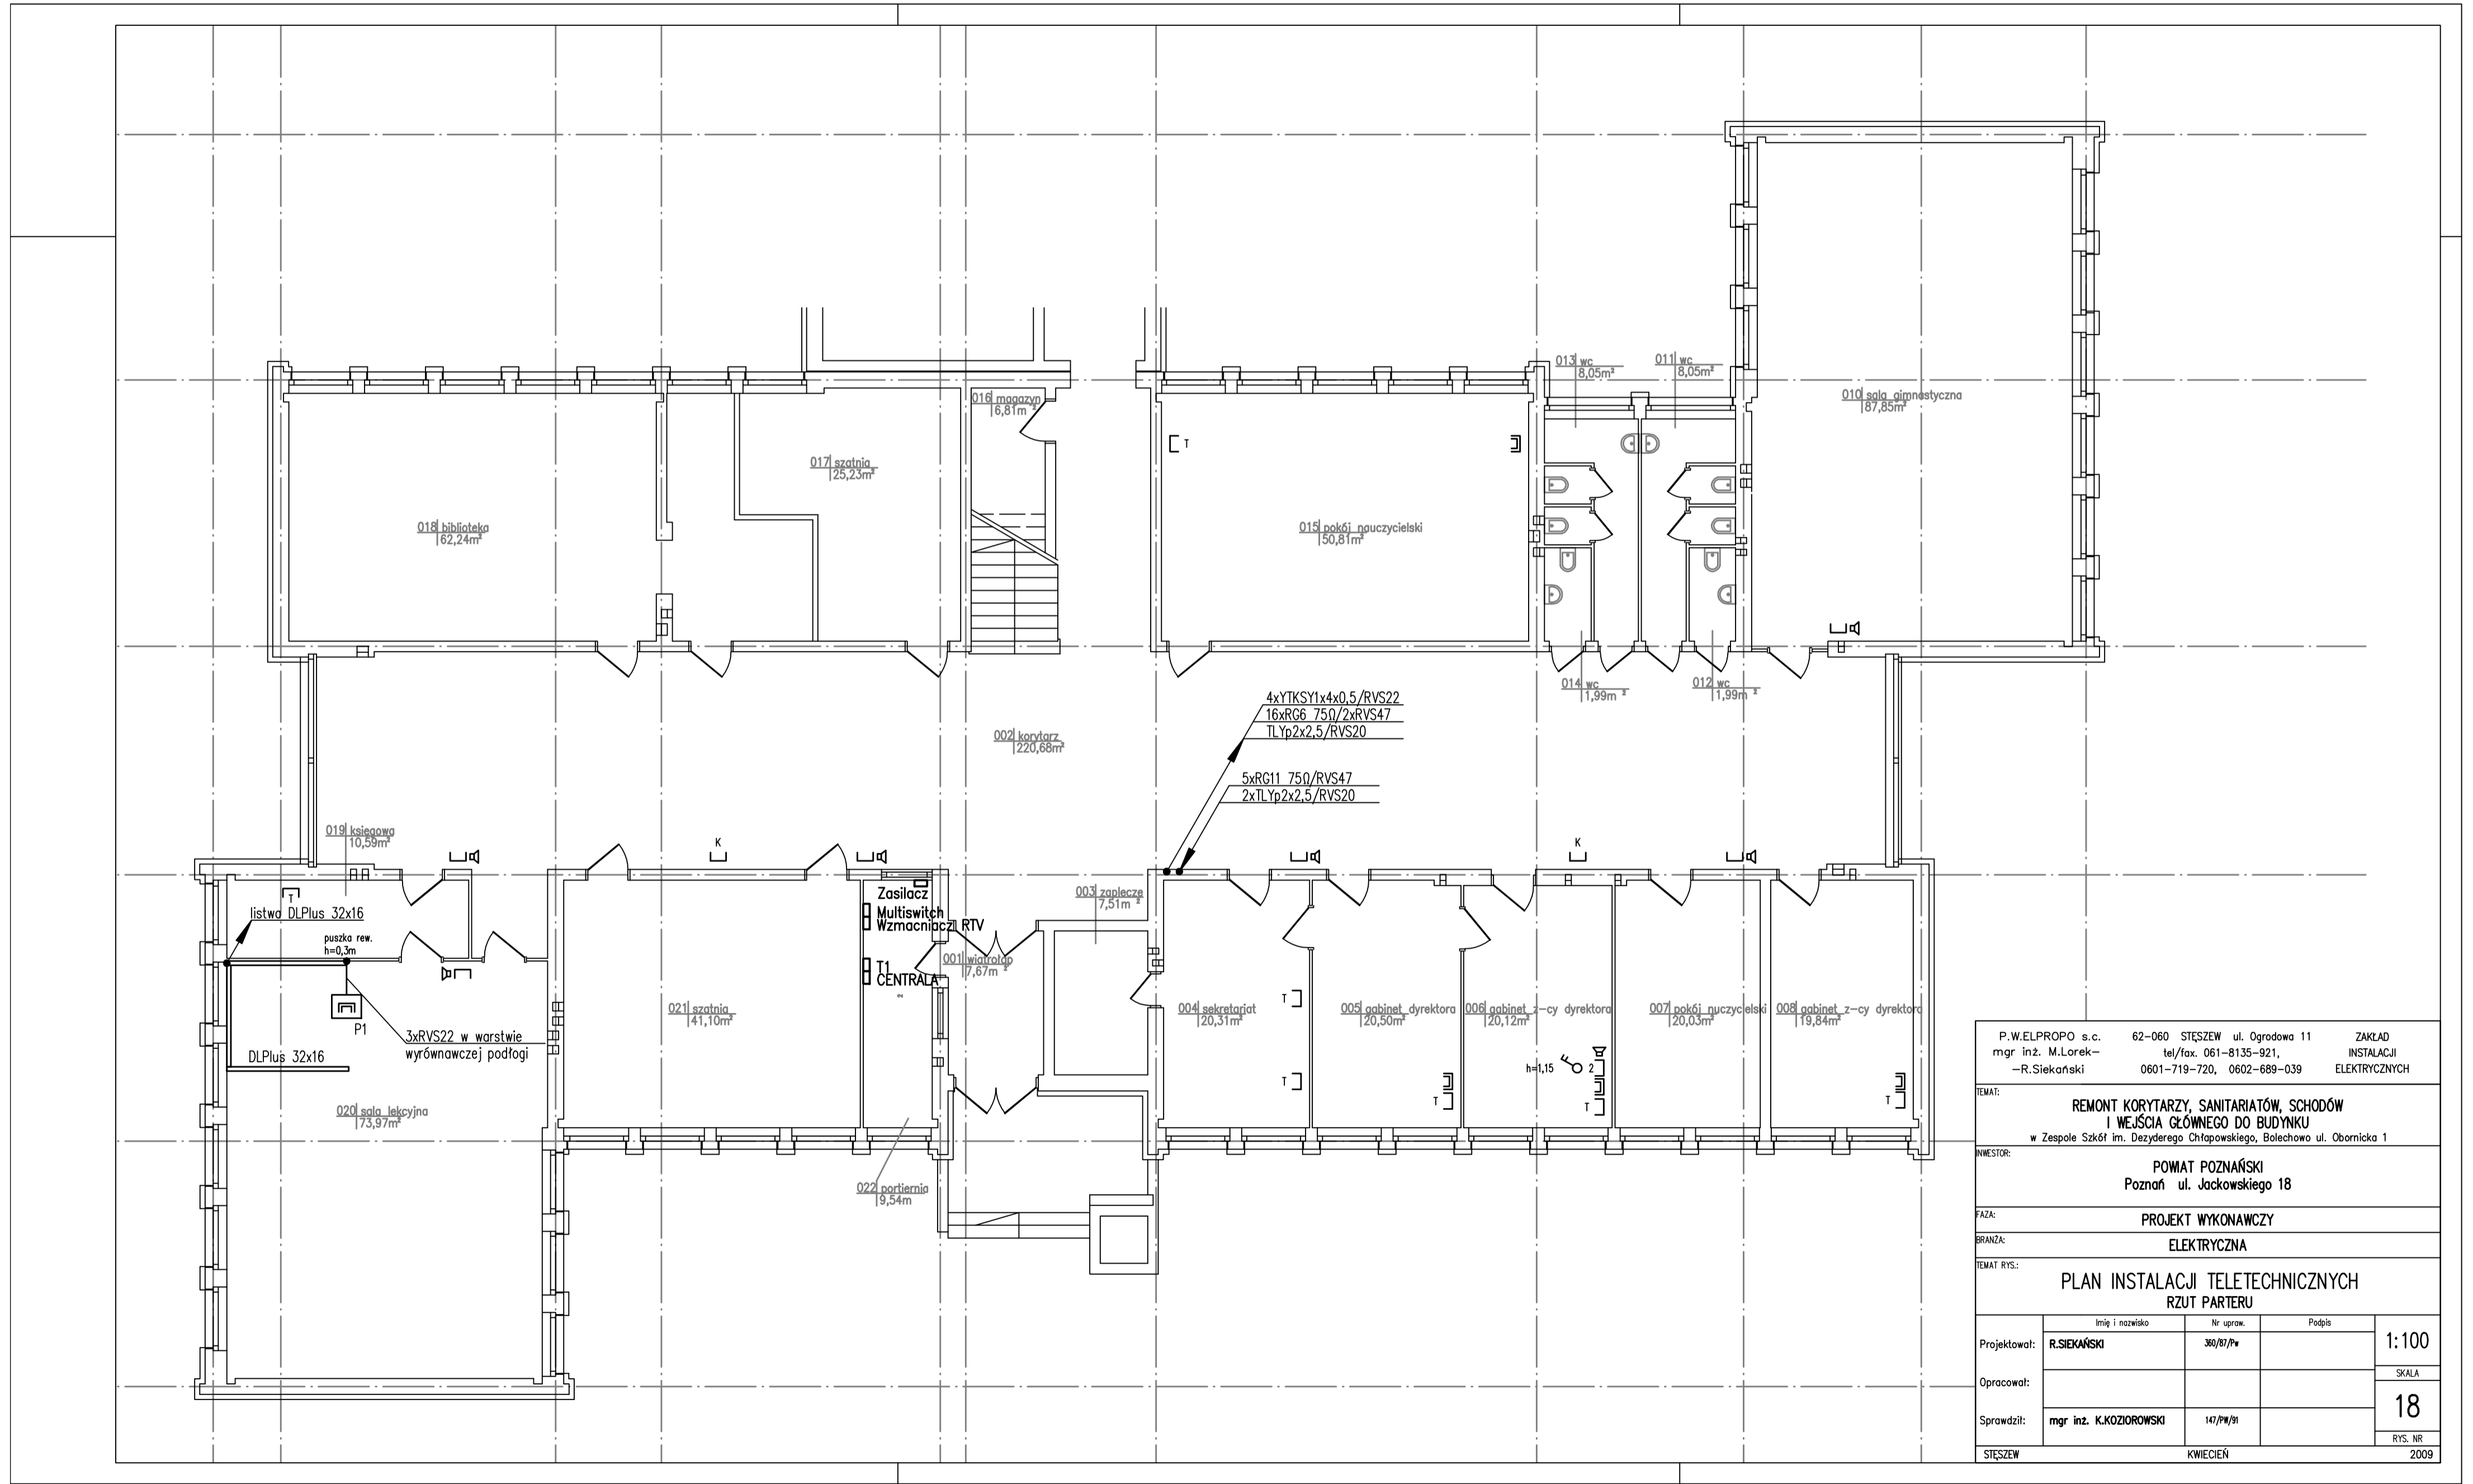 013 wc
8,05m²
011 wc
8,05m²
016 magazyn
6,81m ²
010 sala gimnastyczna
87,85m²
T
017 szatnia
25,23m²
018 biblioteka
62,24m²
015 pokój nauczycielski
50,81m²
014 wc
1,99m ²
012 wc
1,99m ²
4xYTKSY1x4x0,5/RVS22
16xRG6 75Ω/2xRVS47
TLYp2x2,5/RVS20
002 korytarz
220,68m²
5xRG11 75Ω/RVS47
2xTLYp2x2,5/RVS20
019 księgowa
10,59m²
K
K
T
listwa DLPlus 32x16
puszka rew.
h=0,3m
Zasilacz
Multiswitch
Wzmacniacz RTV
T1
CENTRALA
001 wiatrołap
7,67m ²
003 zaplecze
7,51m ²
P1
3xRVS22 w warstwie
wyrównawczej podłogi
DLPlus 32x16
021 szatnia
41,10m²
004 sekretariat
20,31m²
T
T
005 gabinet dyrektora
20,50m²
T
006 gabinet z-cy dyrektora
20,12m²
h=1,15
2
T
007 pokój nuczycielski
20,03m²
008 gabinet z-cy dyrektora
19,84m²
T
020 sala lekcyjna
73,97m²
022 portiernia
9,54m
P.W.ELPROPO s.c.
mgr inż. M.Lorek-
-R.Siekański
62-060 STĘSZEW ul. Ogrodowa 11
tel/fax. 061-8135-921,
0601-719-720, 0602-689-039
ZAKŁAD
INSTALACJI
ELEKTRYCZNYCH
TEMAT:
REMONT KORYTARZY, SANITARIATÓW, SCHODÓW
I WEJŚCIA GŁÓWNEGO DO BUDYNKU
w Zespole Szkół im. Dezyderego Chłapowskiego, Bolechowo ul. Obornicka 1
INWESTOR:
POWIAT POZNAŃSKI
Poznań ul. Jackowskiego 18
FAZA:
PROJEKT WYKONAWCZY
BRANŻA:
ELEKTRYCZNA
TEMAT RYS.:
PLAN INSTALACJI TELETECHNICZNYCH
RZUT PARTERU
Imię i nazwisko
Nr upraw.
Podpis
Projektował:
R.SIEKAŃSKI
360/87/Pw
1:100
SKALA
Opracował:
Sprawdził:
mgr inż. K.KOZIOROWSKI
147/PW/91
18
RYS. NR
STĘSZEW
KWIECIEŃ
2009